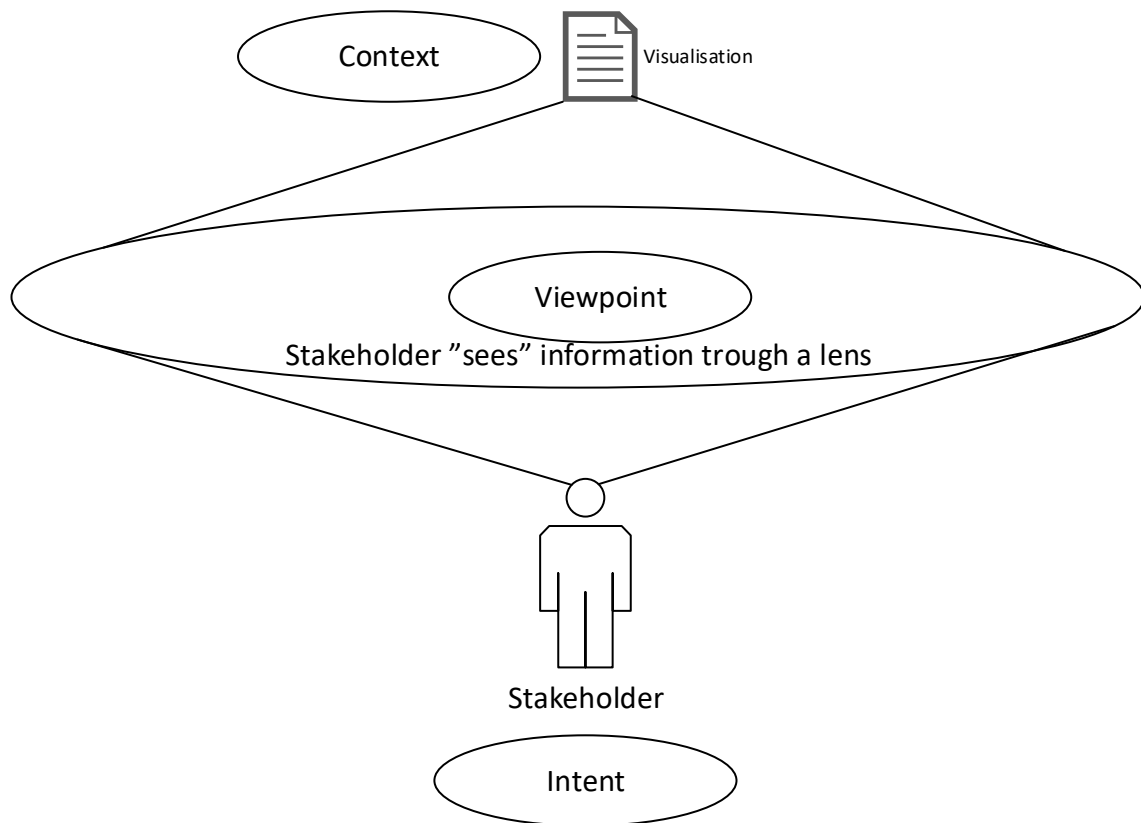 Context
Visualisation
Viewpoint
Stakeholder ”sees” information trough a lens
Stakeholder
Intent